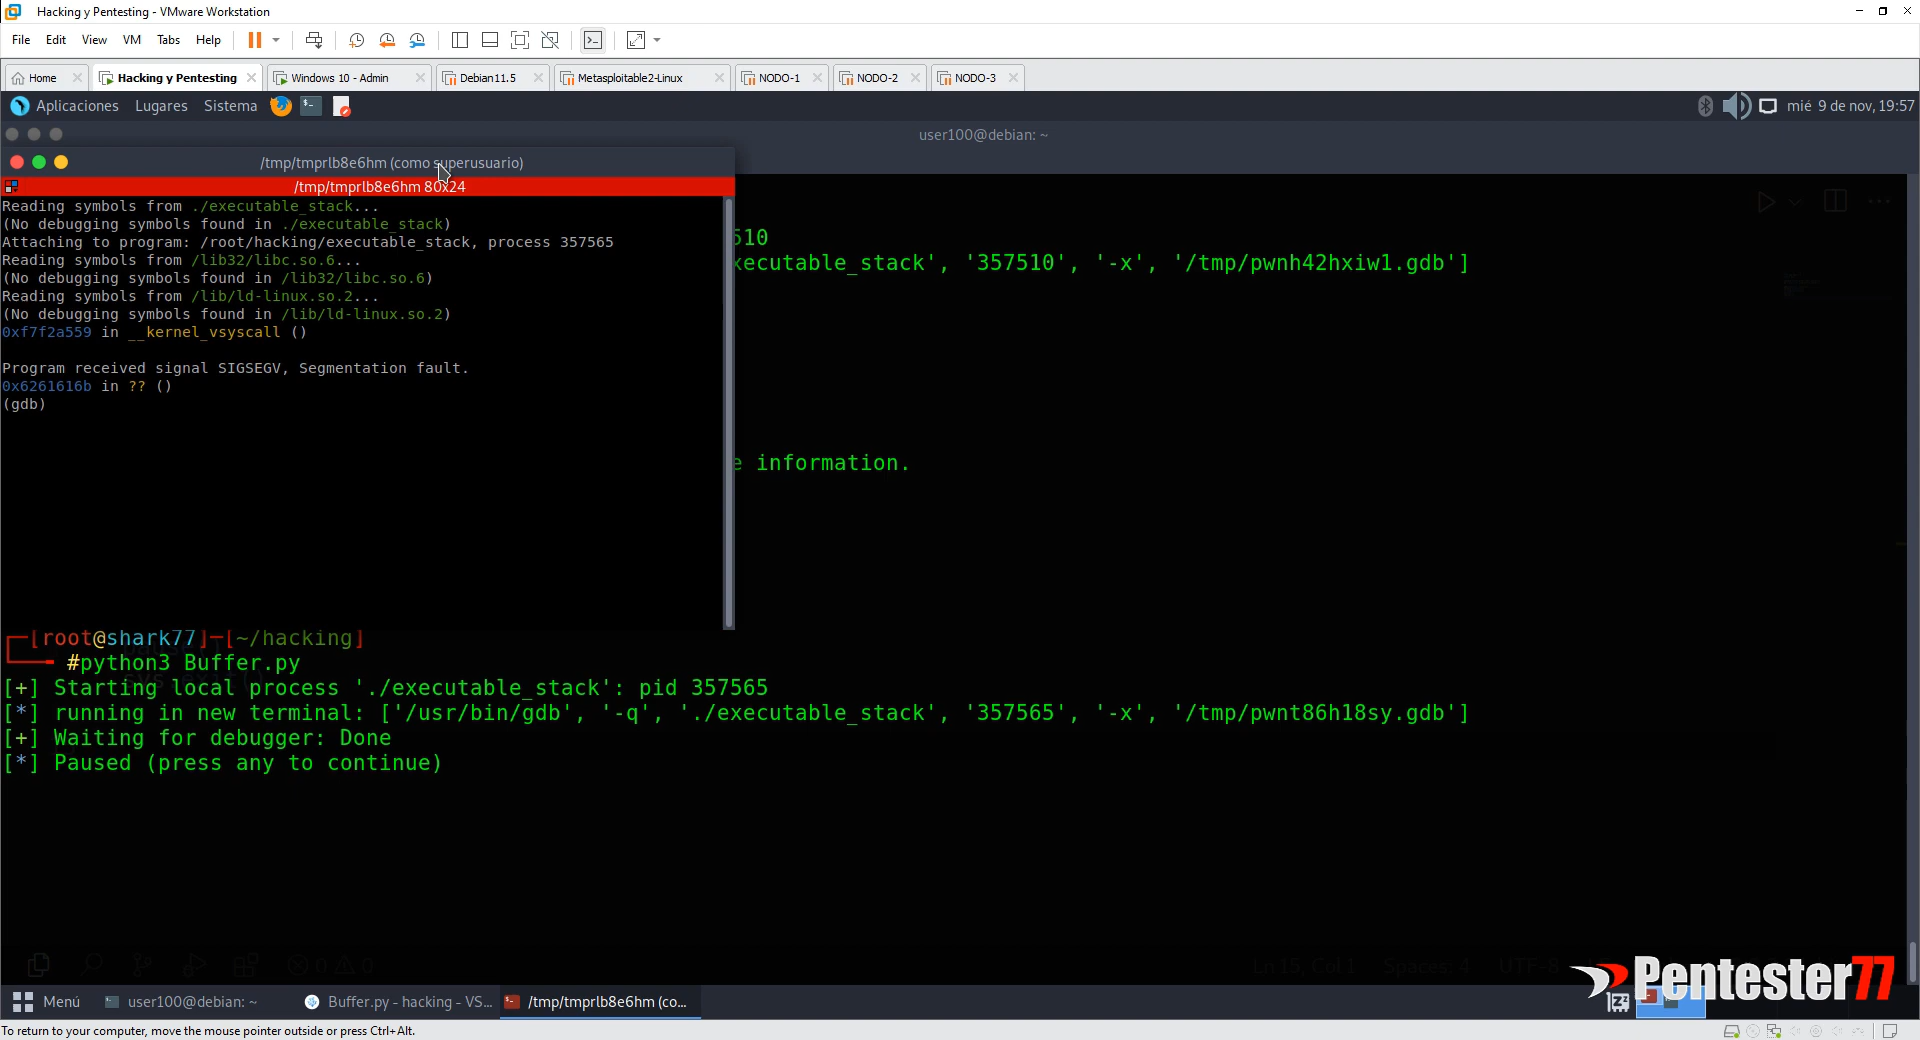 Hacking y Pentesting - VMware Workstation
File Edit View VM Tabs Help
Home Hacking y Pentesting Windows 10 - Admin Debian11.5 Metasploitable2-Linux NODO-1 NODO-2 NODO-3
Aplicaciones Lugares Sistema mié 9 de nov, 19:57
user100@debian: ~
/tmp/tmprlb8e6hm (como superusuario)
/tmp/tmprlb8e6hm 80x24
Reading symbols from ./executable_stack...
(No debugging symbols found in ./executable_stack)
Attaching to program: /root/hacking/executable_stack, process 357565
Reading symbols from /lib32/libc.so.6...
(No debugging symbols found in /lib32/libc.so.6)
Reading symbols from /lib/ld-linux.so.2...
(No debugging symbols found in /lib/ld-linux.so.2)
0xf7f2a559 in __kernel_vsyscall ()
Program received signal SIGSEGV, Segmentation fault.
0x6261616b in ?? ()
(gdb)
510
xecutable_stack', '357510', '-x', '/tmp/pwnh42hxiw1.gdb']
e information.
[root@shark77]─[~/hacking]
#python3 Buffer.py
[+] Starting local process './executable_stack': pid 357565
[*] running in new terminal: ['/usr/bin/gdb', '-q', './executable_stack', '357565', '-x', '/tmp/pwnt86h18sy.gdb']
[+] Waiting for debugger: Done
[*] Paused (press any to continue)
Ln 15, Col 1 Spaces: 4 UTF-8
Pentester77
Menú user100@debian: ~ Buffer.py - hacking - VS... /tmp/tmprlb8e6hm (co...
To return to your computer, move the mouse pointer outside or press Ctrl+Alt.